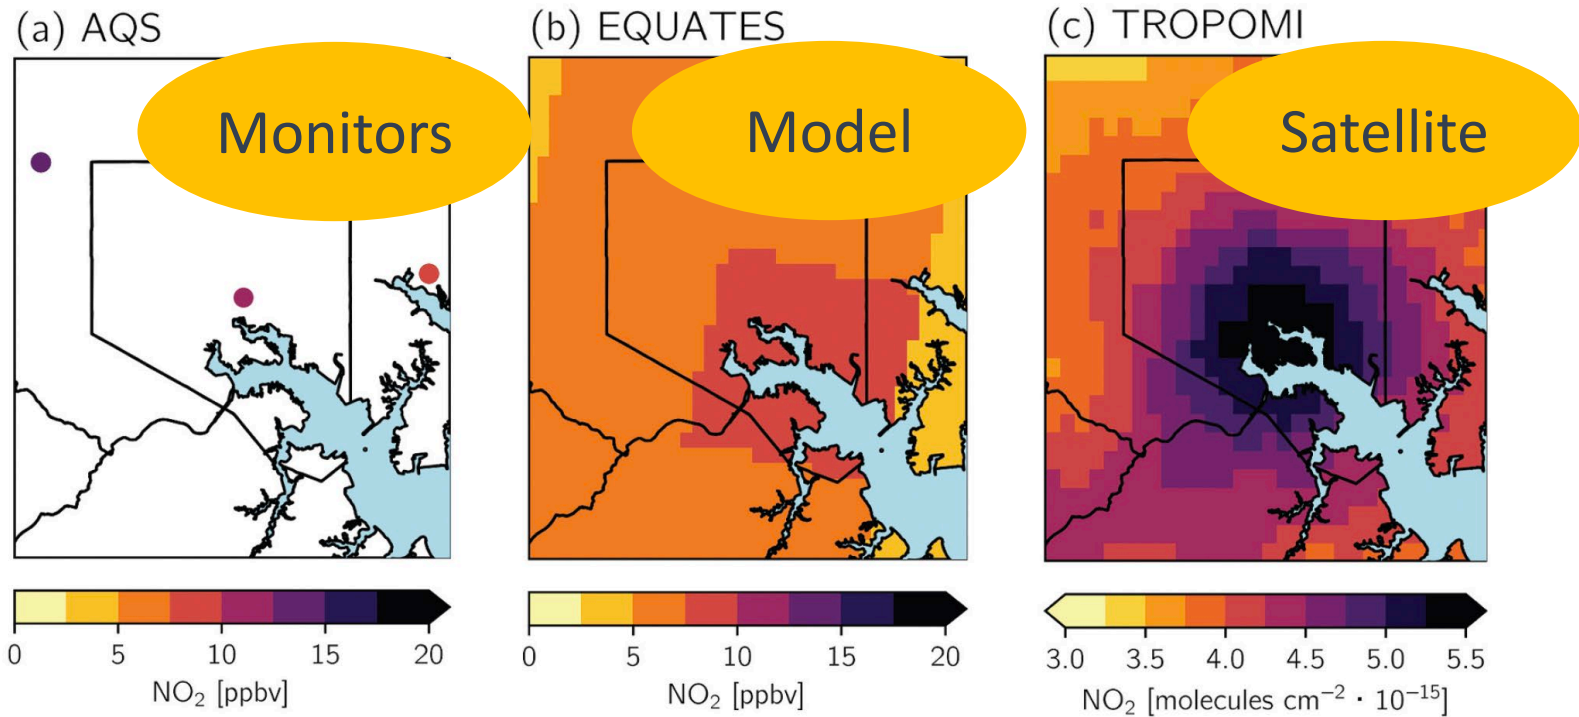 (a) AQS
(b) EQUATES
(c) TROPOMI
Monitors
Model
Satellite
0 5 10 15 20
NO₂ [ppbv]
0 5 10 15 20
NO₂ [ppbv]
3.0 3.5 4.0 4.5 5.0 5.5
NO₂ [molecules cm⁻² · 10⁻¹⁵]